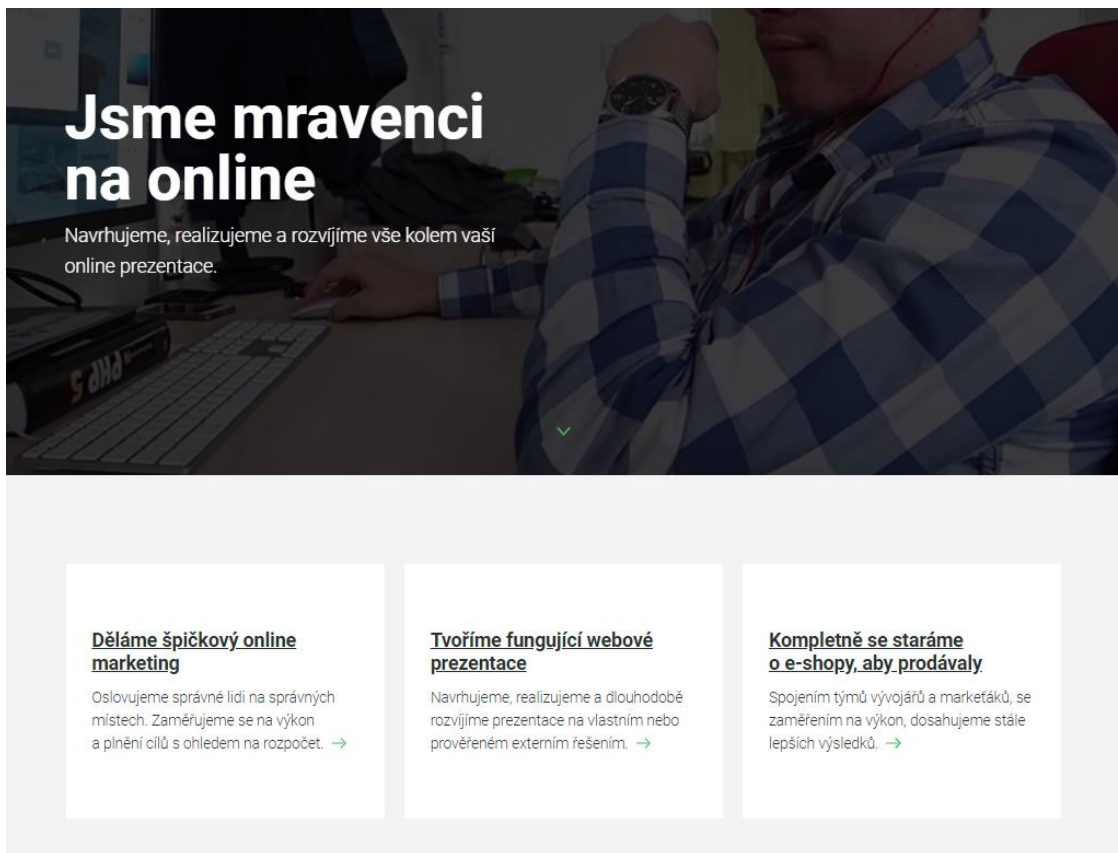 Jsme mravenci
na online
Navrhujeme, realizujeme a rozvíjíme vše kolem vaší
online prezentace.
PHP 5
Děláme špičkový online
marketing
Oslovujeme správné lidi na správných
místech. Zaměřujeme se na výkon
a plnění cílů s ohledem na rozpočet. →
Tvoříme fungující webové
prezentace
Navrhujeme, realizujeme a dlouhodobě
rozvíjíme prezentace na vlastním nebo
prověřeném externím řešením. →
Kompletně se staráme
o e-shopy, aby prodávaly
Spojením týmů vývojářů a markeťáků, se
zaměřením na výkon, dosahujeme stále
lepších výsledků. →